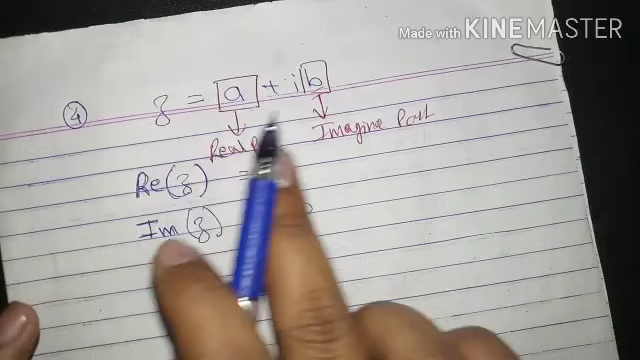 Made with KINEMASTER
④ z = a + ib
Real Imagine Part
Re(z) =
Im(z)